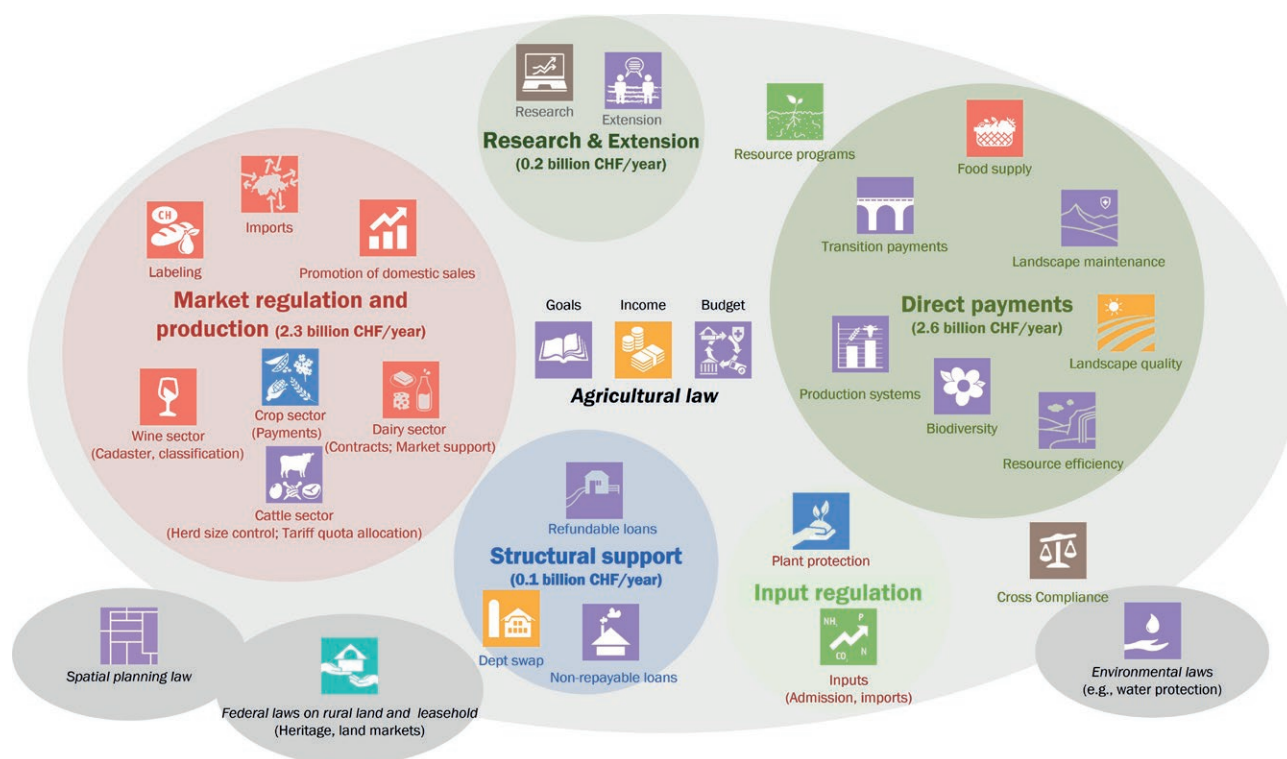 Research
Extension
Research & Extension
(0.2 billion CHF/year)
Resource programs
Food supply
Transition payments
Landscape maintenance
Direct payments
(2.6 billion CHF/year)
Landscape quality
Production systems
Biodiversity
Resource efficiency
Imports
CH
Labeling
Promotion of domestic sales
Market regulation and
production (2.3 billion CHF/year)
Crop sector
(Payments)
Wine sector
(Cadaster, classification)
Dairy sector
(Contracts; Market support)
Cattle sector
(Herd size control; Tariff quota allocation)
Goals
Income
Budget
Agricultural law
Refundable loans
Structural support
(0.1 billion CHF/year)
Dept swap
Non-repayable loans
Plant protection
Input regulation
NH₃ P
CO₂ N
Inputs
(Admission, imports)
Cross Compliance
Spatial planning law
Federal laws on rural land and leasehold
(Heritage, land markets)
Environmental laws
(e.g., water protection)